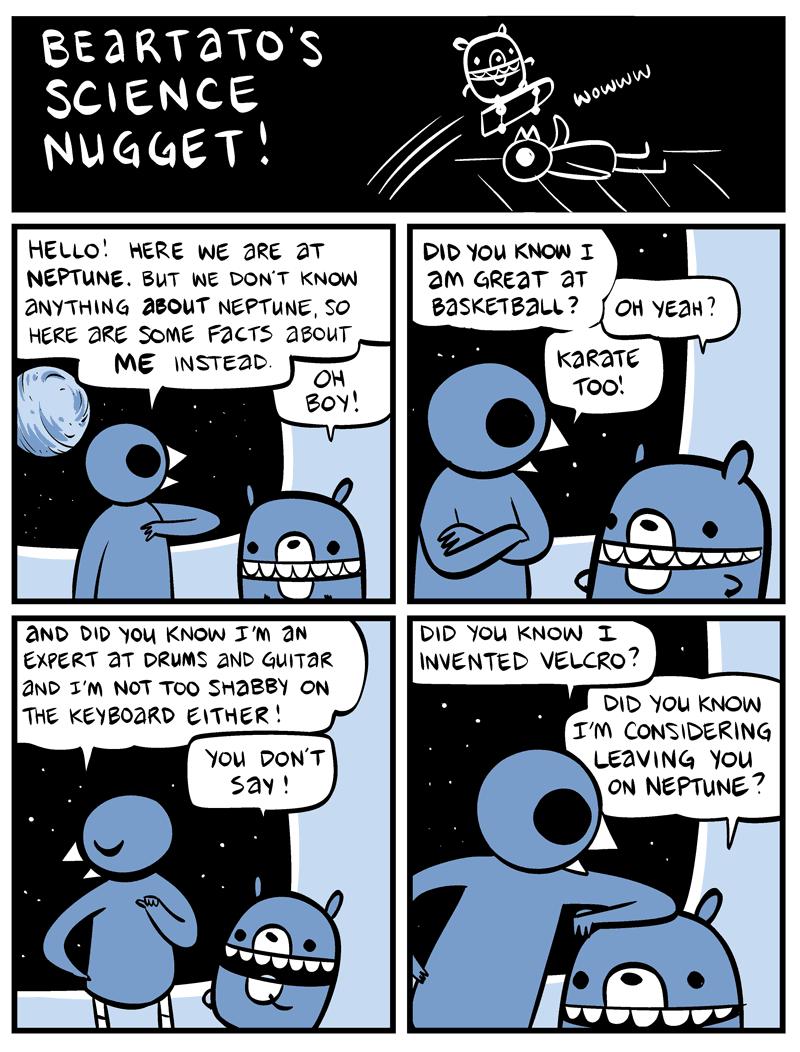 BEARTATO'S
SCIENCE
NUGGET!
WOWWW
HELLO! HERE WE ARE AT
NEPTUNE. BUT WE DON'T KNOW
ANYTHING ABOUT NEPTUNE, SO
HERE ARE SOME FACTS ABOUT
ME INSTEAD.
OH
BOY!
DID YOU KNOW I
AM GREAT AT
BASKETBALL?
OH YEAH?
KARATE
TOO!
AND DID YOU KNOW I'M AN
EXPERT AT DRUMS AND GUITAR
AND I'M NOT TOO SHABBY ON
THE KEYBOARD EITHER!
YOU DON'T
SAY!
DID YOU KNOW I
INVENTED VELCRO?
DID YOU KNOW
I'M CONSIDERING
LEAVING YOU
ON NEPTUNE?